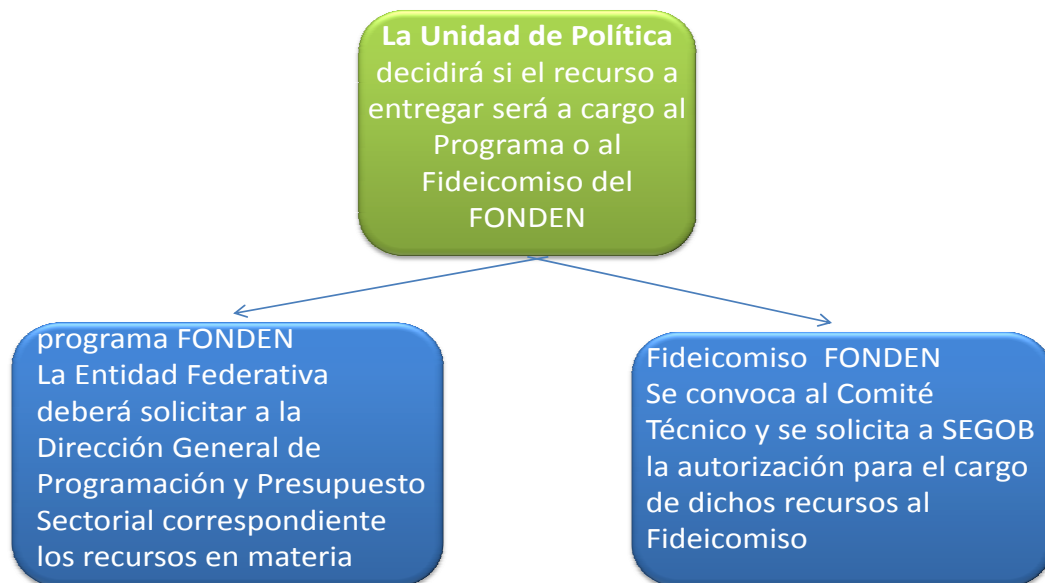 La Unidad de Política
decidirá si el recurso a
entregar será a cargo al
Programa o al
Fideicomiso del
FONDEN
programa FONDEN
La Entidad Federativa
deberá solicitar a la
Dirección General de
Programación y Presupuesto
Sectorial correspondiente
los recursos en materia
Fideicomiso FONDEN
Se convoca al Comité
Técnico y se solicita a SEGOB
la autorización para el cargo
de dichos recursos al
Fideicomiso